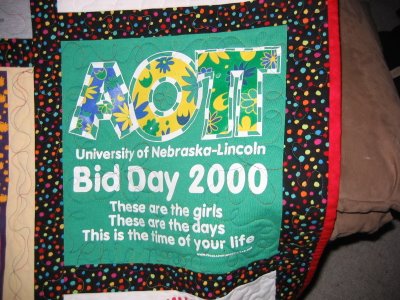 ΑΟΠ
University of Nebraska-Lincoln
Bid Day 2000
These are the girls
These are the days
This is the time of your life